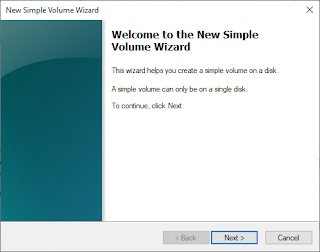 New Simple Volume Wizard
Welcome to the New Simple
Volume Wizard
This wizard helps you create a simple volume on a disk.
A simple volume can only be on a single disk.
To continue, click Next.
< Back
Next >
Cancel